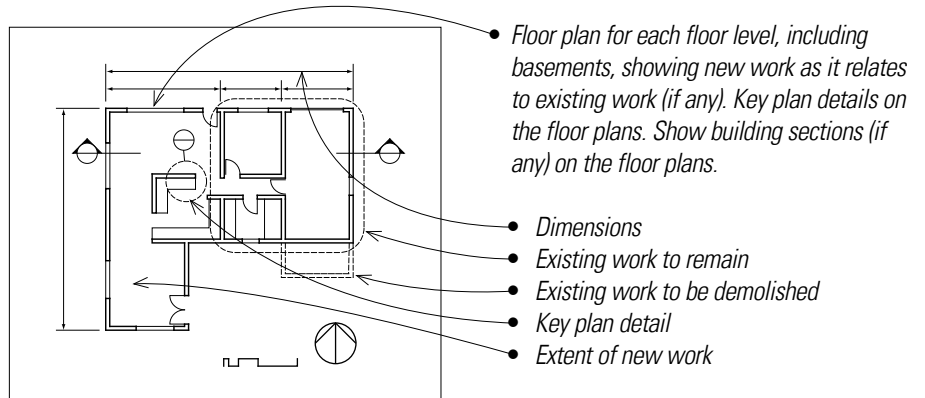 Floor plan for each floor level, including
basements, showing new work as it relates
to existing work (if any). Key plan details on
the floor plans. Show building sections (if
any) on the floor plans.
Dimensions
Existing work to remain
Existing work to be demolished
Key plan detail
Extent of new work